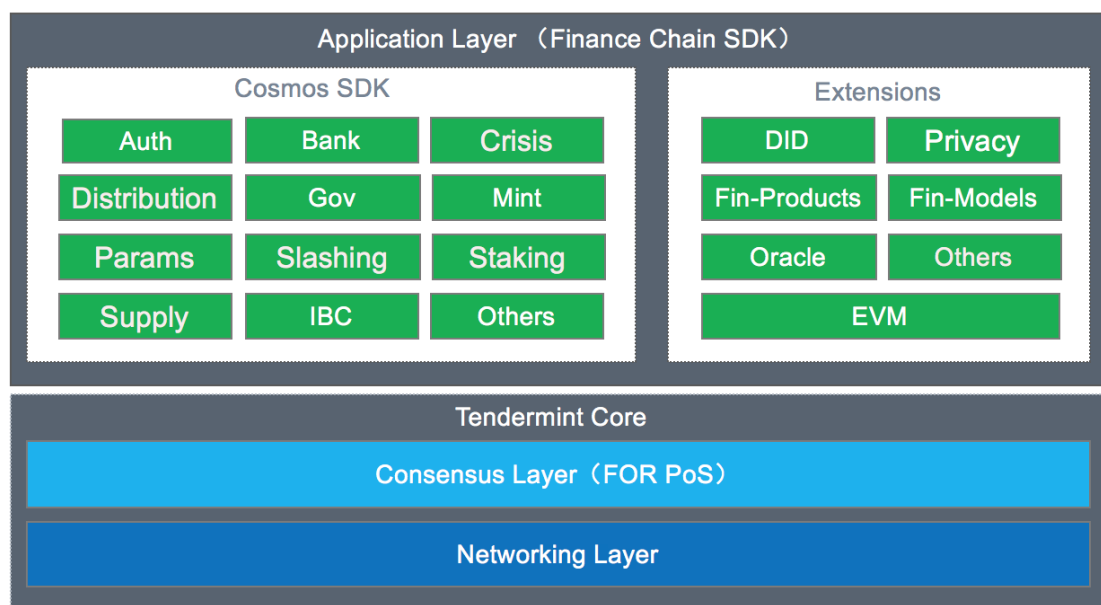 Application Layer （Finance Chain SDK）
Cosmos SDK
Auth
Bank
Crisis
Distribution
Gov
Mint
Params
Slashing
Staking
Supply
IBC
Others
Extensions
DID
Privacy
Fin-Products
Fin-Models
Oracle
Others
EVM
Tendermint Core
Consensus Layer（FOR PoS）
Networking Layer